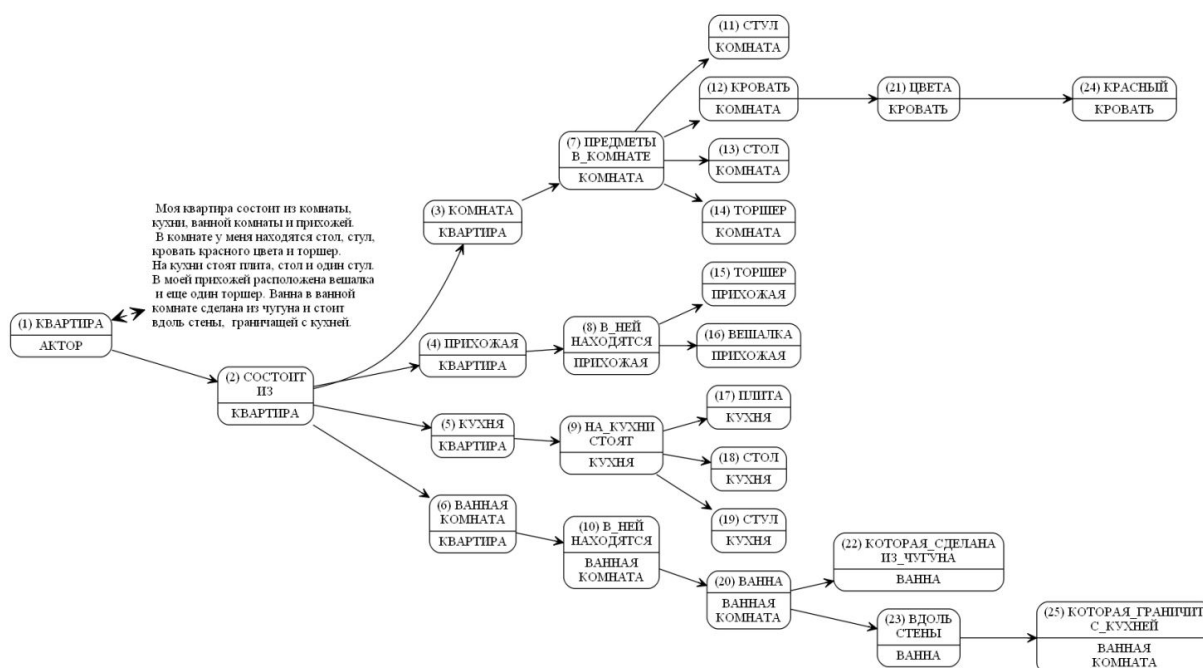 (11) СТУЛ
КОМНАТА
(12) КРОВАТЬ
КОМНАТА
(21) ЦВЕТА
КРОВАТЬ
(24) КРАСНЫЙ
КРОВАТЬ
(7) ПРЕДМЕТЫ
В_КОМНАТЕ
КОМНАТА
(13) СТОЛ
КОМНАТА
(14) ТОРШЕР
КОМНАТА
(3) КОМНАТА
КВАРТИРА
Моя квартира состоит из комнаты,
кухни, ванной комнаты и прихожей.
В комнате у меня находятся стол, стул,
кровать красного цвета и торшер.
На кухни стоят плита, стол и один стул.
В моей прихожей расположена вешалка
и еще один торшер. Ванна в ванной
комнате сделана из чугуна и стоит
вдоль стены, граничащей с кухней.
(1) КВАРТИРА
АКТОР
(2) СОСТОИТ
ИЗ
КВАРТИРА
(4) ПРИХОЖАЯ
КВАРТИРА
(8) В_НЕЙ
НАХОДЯТСЯ
ПРИХОЖАЯ
(15) ТОРШЕР
ПРИХОЖАЯ
(16) ВЕШАЛКА
ПРИХОЖАЯ
(5) КУХНЯ
КВАРТИРА
(9) НА_КУХНИ
СТОЯТ
КУХНЯ
(17) ПЛИТА
КУХНЯ
(18) СТОЛ
КУХНЯ
(19) СТУЛ
КУХНЯ
(6) ВАННАЯ
КОМНАТА
КВАРТИРА
(10) В_НЕЙ
НАХОДЯТСЯ
ВАННАЯ
КОМНАТА
(20) ВАННА
ВАННАЯ
КОМНАТА
(22) КОТОРАЯ_СДЕЛАНА
ИЗ_ЧУГУНА
ВАННА
(23) ВДОЛЬ
СТЕНЫ
ВАННА
(25) КОТОРАЯ_ГРАНИЧИТ
С_КУХНЕЙ
ВАННАЯ
КОМНАТА